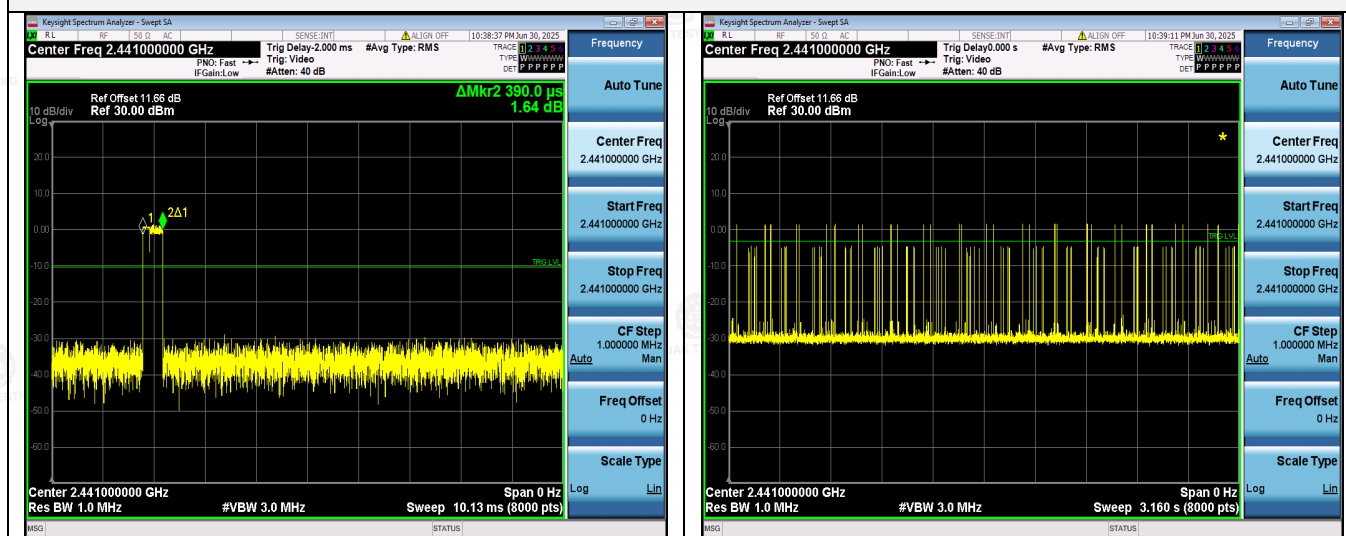 Keysight Spectrum Analyzer - Swept SA
LXI RL RF 50 Ω AC SENSE:INT ALIGN OFF 10:38:37 PM Jun 30, 2025
Center Freq 2.441000000 GHz
Trig Delay-2.000 ms #Avg Type: RMS
TRACE 1 2 3 4 5 6
PNO: Fast Trig: Video
TYPE WWWWWW
IFGain:Low #Atten: 40 dB
DET P P P P P P
Ref Offset 11.66 dB
ΔMkr2 390.0 µs
10 dB/div Ref 30.00 dBm
1.64 dB
Log
20.0
10.0
1 2Δ1
0.00
TRIG LVL
-10.0
-20.0
-30.0
-40.0
-50.0
-60.0
Center 2.441000000 GHz Span 0 Hz
Res BW 1.0 MHz #VBW 3.0 MHz Sweep 10.13 ms (8000 pts)
MSG STATUS
Frequency
Auto Tune
Center Freq
2.441000000 GHz
Start Freq
2.441000000 GHz
Stop Freq
2.441000000 GHz
CF Step
1.000000 MHz
Auto Man
Freq Offset
0 Hz
Scale Type
Log Lin
Keysight Spectrum Analyzer - Swept SA
LXI RL RF 50 Ω AC SENSE:INT ALIGN OFF 10:39:11 PM Jun 30, 2025
Center Freq 2.441000000 GHz
Trig Delay0.000 s #Avg Type: RMS
TRACE 1 2 3 4 5 6
PNO: Fast Trig: Video
TYPE WWWWWW
IFGain:Low #Atten: 40 dB
DET P P P P P P
Ref Offset 11.66 dB
10 dB/div Ref 30.00 dBm
Log
*
20.0
10.0
0.00
TRIG LVL
-10.0
-20.0
-30.0
-40.0
-50.0
-60.0
Center 2.441000000 GHz Span 0 Hz
Res BW 1.0 MHz #VBW 3.0 MHz Sweep 3.160 s (8000 pts)
MSG STATUS
Frequency
Auto Tune
Center Freq
2.441000000 GHz
Start Freq
2.441000000 GHz
Stop Freq
2.441000000 GHz
CF Step
1.000000 MHz
Auto Man
Freq Offset
0 Hz
Scale Type
Log Lin